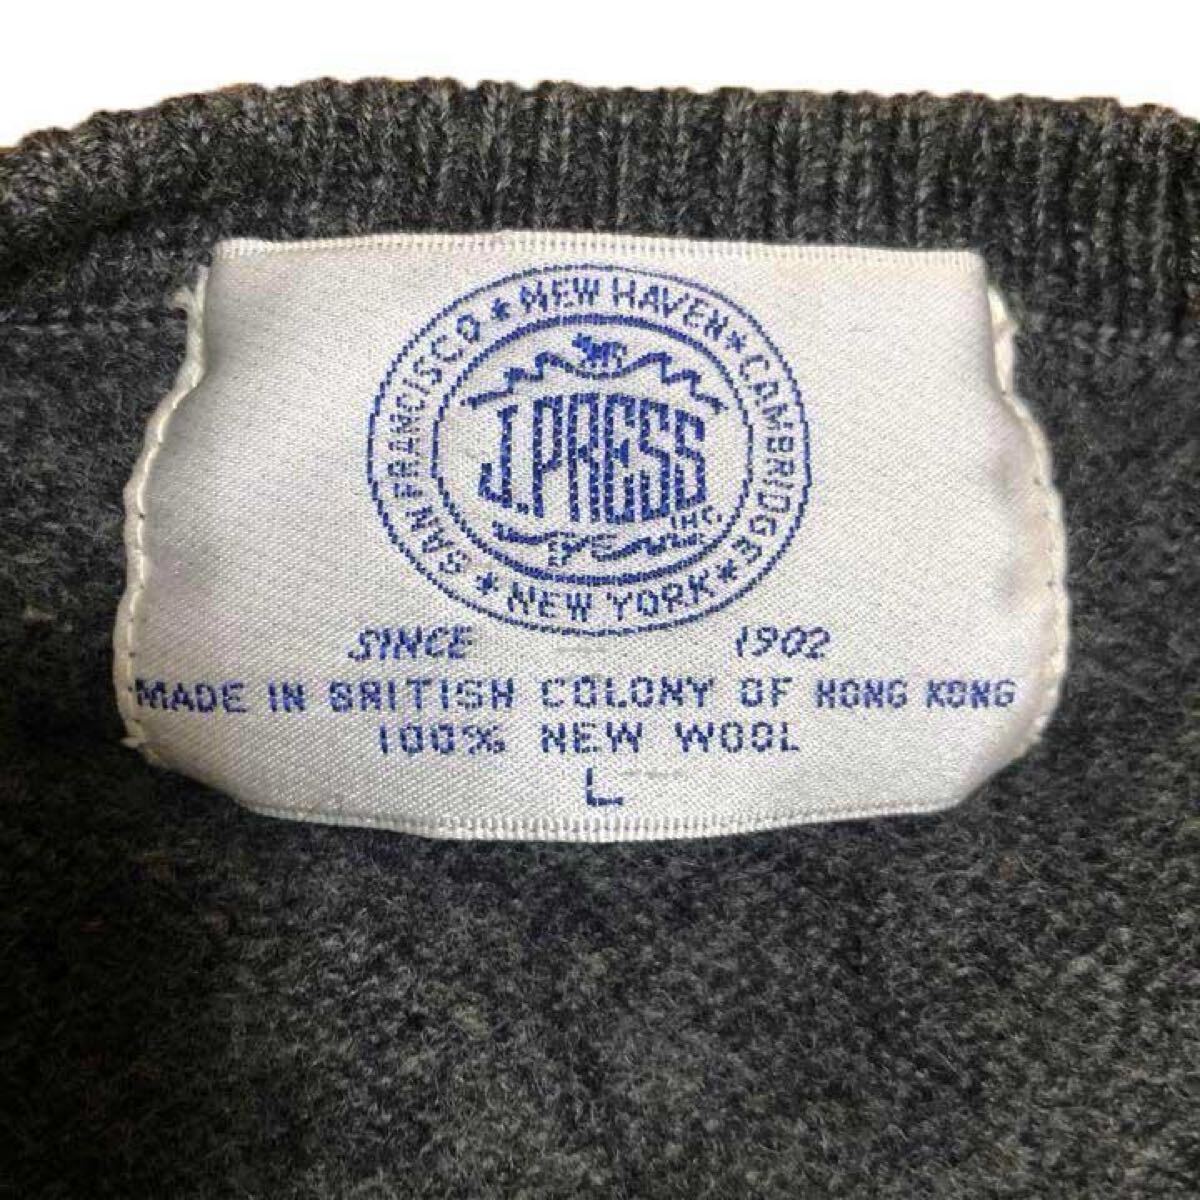 NEW HAVEN * CAMBRIDGE * NEW YORK * SAN FRANCISCO *
J.PRESS
INC.
SINCE 1902
MADE IN BRITISH COLONY OF HONG KONG
100% NEW WOOL
L